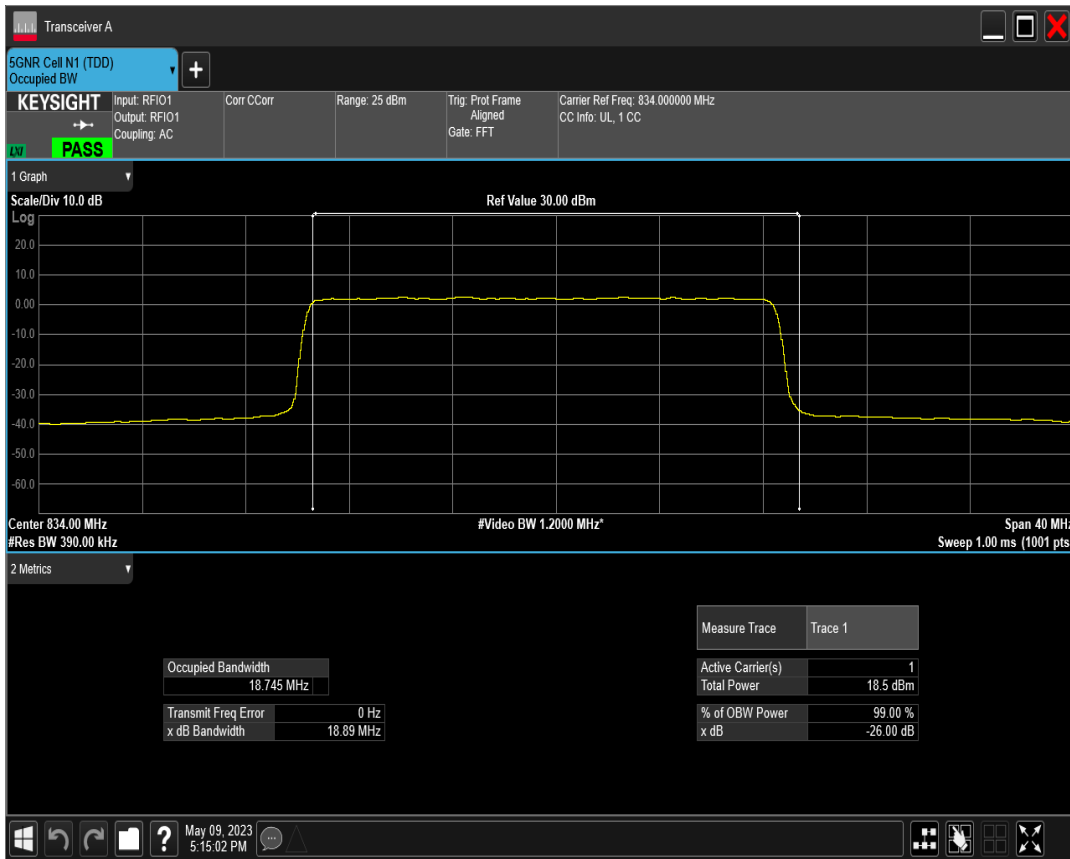 Transceiver A
5GNR Cell N1 (TDD)
Occupied BW
+
KEYSIGHT
LXI
PASS
Input: RFIO1
Output: RFIO1
Coupling: AC
Corr CCorr
Range: 25 dBm
Trig: Prot Frame
Aligned
Gate: FFT
Carrier Ref Freq: 834.000000 MHz
CC Info: UL, 1 CC
1 Graph
Scale/Div 10.0 dB
Ref Value 30.00 dBm
Log
20.0
10.0
0.00
-10.0
-20.0
-30.0
-40.0
-50.0
-60.0
Center 834.00 MHz
#Video BW 1.2000 MHz*
Span 40 MHz
#Res BW 390.00 kHz
Sweep 1.00 ms (1001 pts
2 Metrics
Measure Trace Trace 1
Occupied Bandwidth
18.745 MHz
Active Carrier(s) 1
Total Power 18.5 dBm
Transmit Freq Error 0 Hz
x dB Bandwidth 18.89 MHz
% of OBW Power 99.00 %
x dB -26.00 dB
?
May 09, 2023
5:15:02 PM